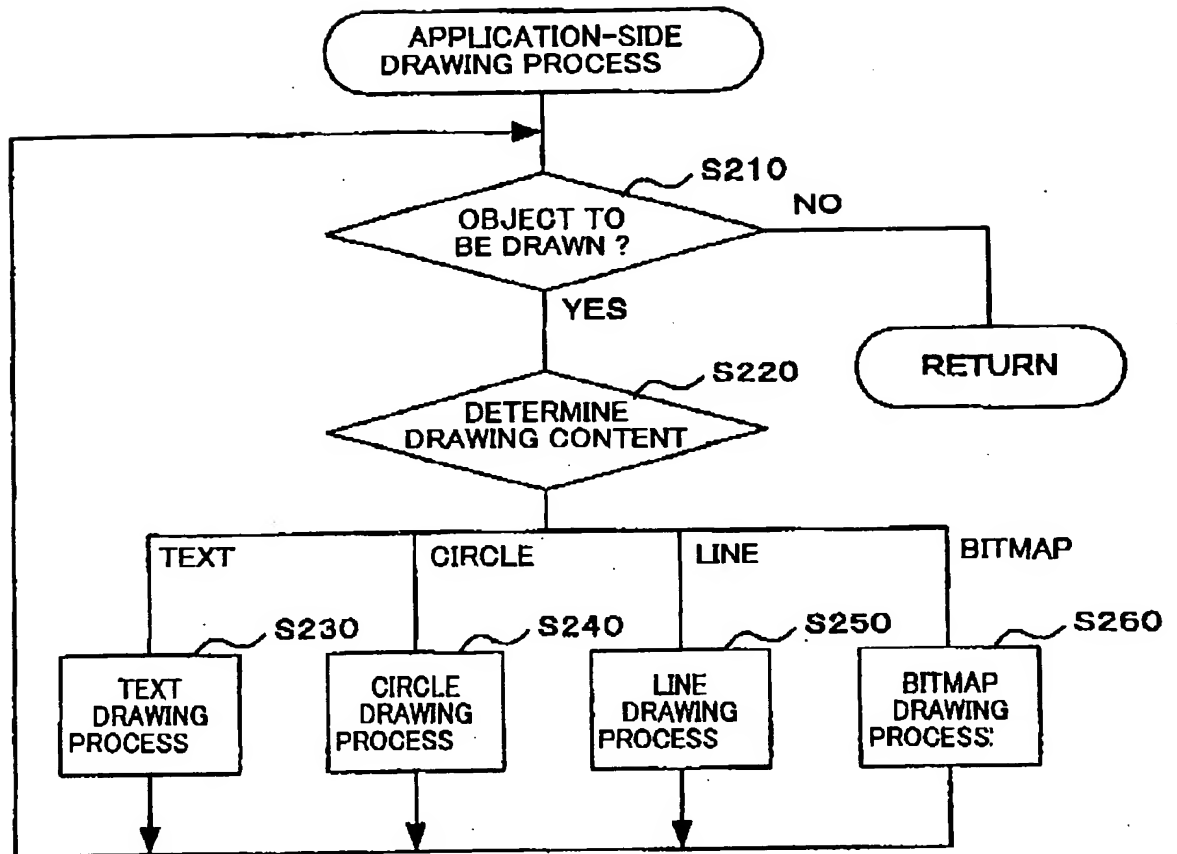 APPLICATION-SIDE
DRAWING PROCESS
S210
OBJECT TO
BE DRAWN ?
NO
YES
RETURN
S220
DETERMINE
DRAWING CONTENT
TEXT
CIRCLE
LINE
BITMAP
S230
S240
S250
S260
TEXT
DRAWING
PROCESS
CIRCLE
DRAWING
PROCESS
LINE
DRAWING
PROCESS
BITMAP
DRAWING
PROCESS